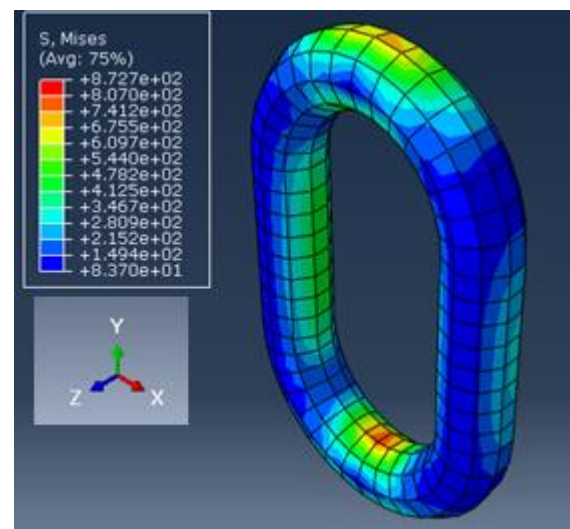 S, Mises
(Avg: 75%)
+8.727e+02
+8.070e+02
+7.412e+02
+6.755e+02
+6.097e+02
+5.440e+02
+4.782e+02
+4.125e+02
+3.467e+02
+2.809e+02
+2.152e+02
+1.494e+02
+8.370e+01
Y
Z X